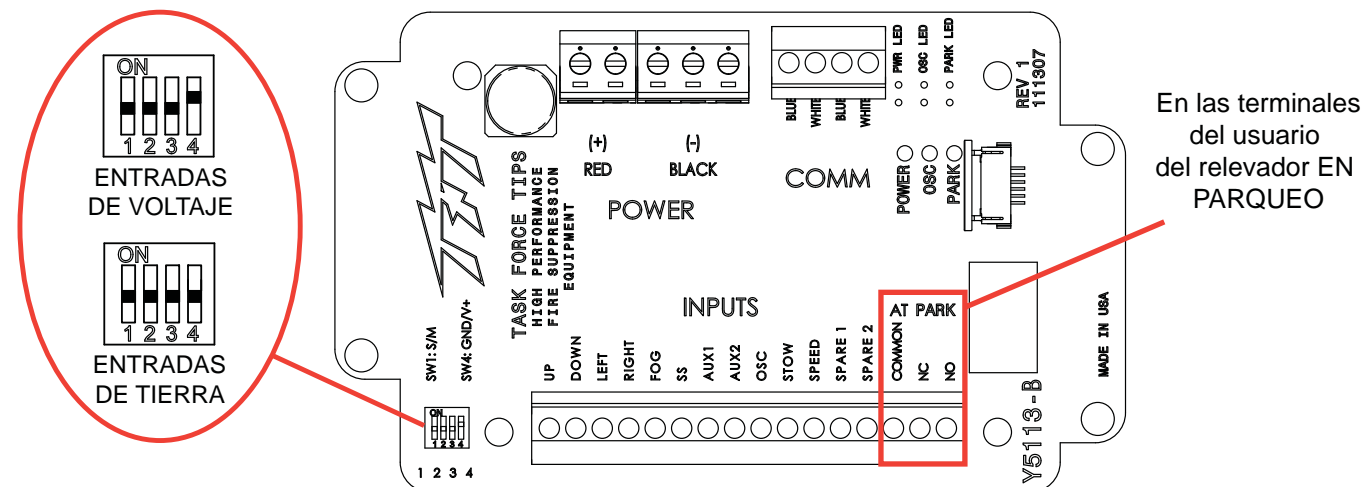 ON
1 2 3 4
ENTRADAS
DE VOLTAJE
ON
1 2 3 4
ENTRADAS
DE TIERRA
TFT
TASK FORCE TIPS
HIGH PERFORMANCE
FIRE SUPPRESSION
EQUIPMENT
SW1: S/M
SW4: GND/V+
ON
1 2 3 4
1 2 3 4
(+)
RED
(-)
BLACK
POWER
BLUE
WHITE
BLUE
WHITE
COMM
PWR LED
OSC LED
PARK LED
POWER
OSC
PARK
REV 1
111307
INPUTS
UP
DOWN
LEFT
RIGHT
FOG
SS
AUX1
AUX2
OSC
STOW
SPEED
SPARE 1
SPARE 2
AT PARK
COMMON
NC
NO
Y5113-B
MADE IN USA
En las terminales
del usuario
del relevador EN
PARQUEO